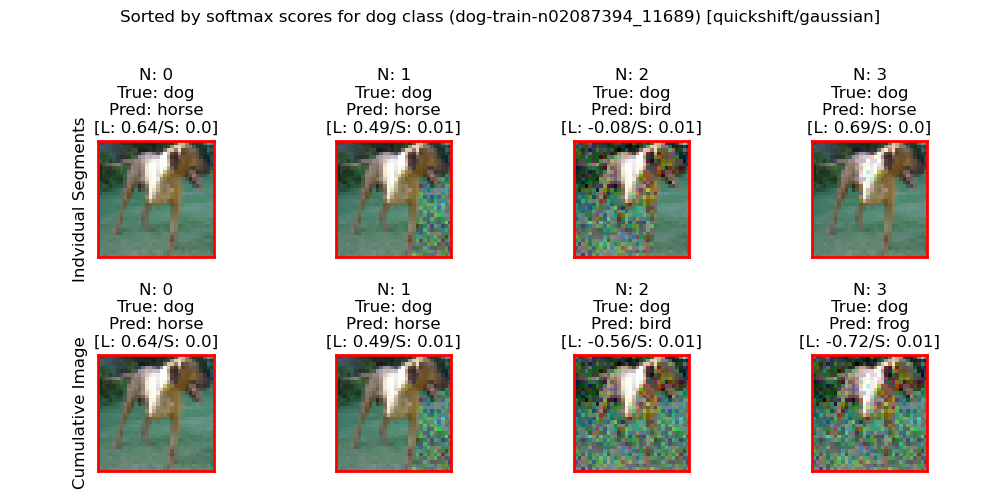 Sorted by softmax scores for dog class (dog-train-n02087394_11689) [quickshift/gaussian]
Indvidual Segments
N: 0
True: dog
Pred: horse
[L: 0.64/S: 0.0]
N: 1
True: dog
Pred: horse
[L: 0.49/S: 0.01]
N: 2
True: dog
Pred: bird
[L: -0.08/S: 0.01]
N: 3
True: dog
Pred: horse
[L: 0.69/S: 0.0]
Cumulative Image
N: 0
True: dog
Pred: horse
[L: 0.64/S: 0.0]
N: 1
True: dog
Pred: horse
[L: 0.49/S: 0.01]
N: 2
True: dog
Pred: bird
[L: -0.56/S: 0.01]
N: 3
True: dog
Pred: frog
[L: -0.72/S: 0.01]